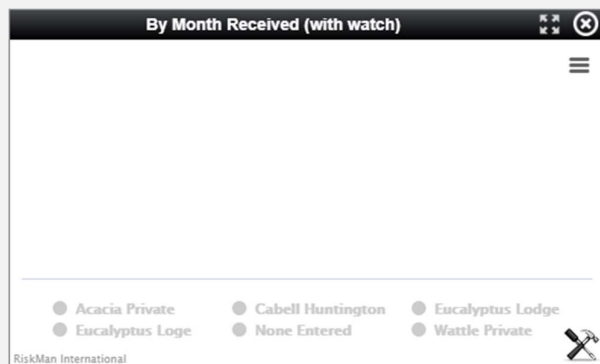 By Month Received (with watch)
Acacia Private Cabell Huntington Eucalyptus Lodge
Eucalyptus Loge None Entered Wattle Private
RiskMan International